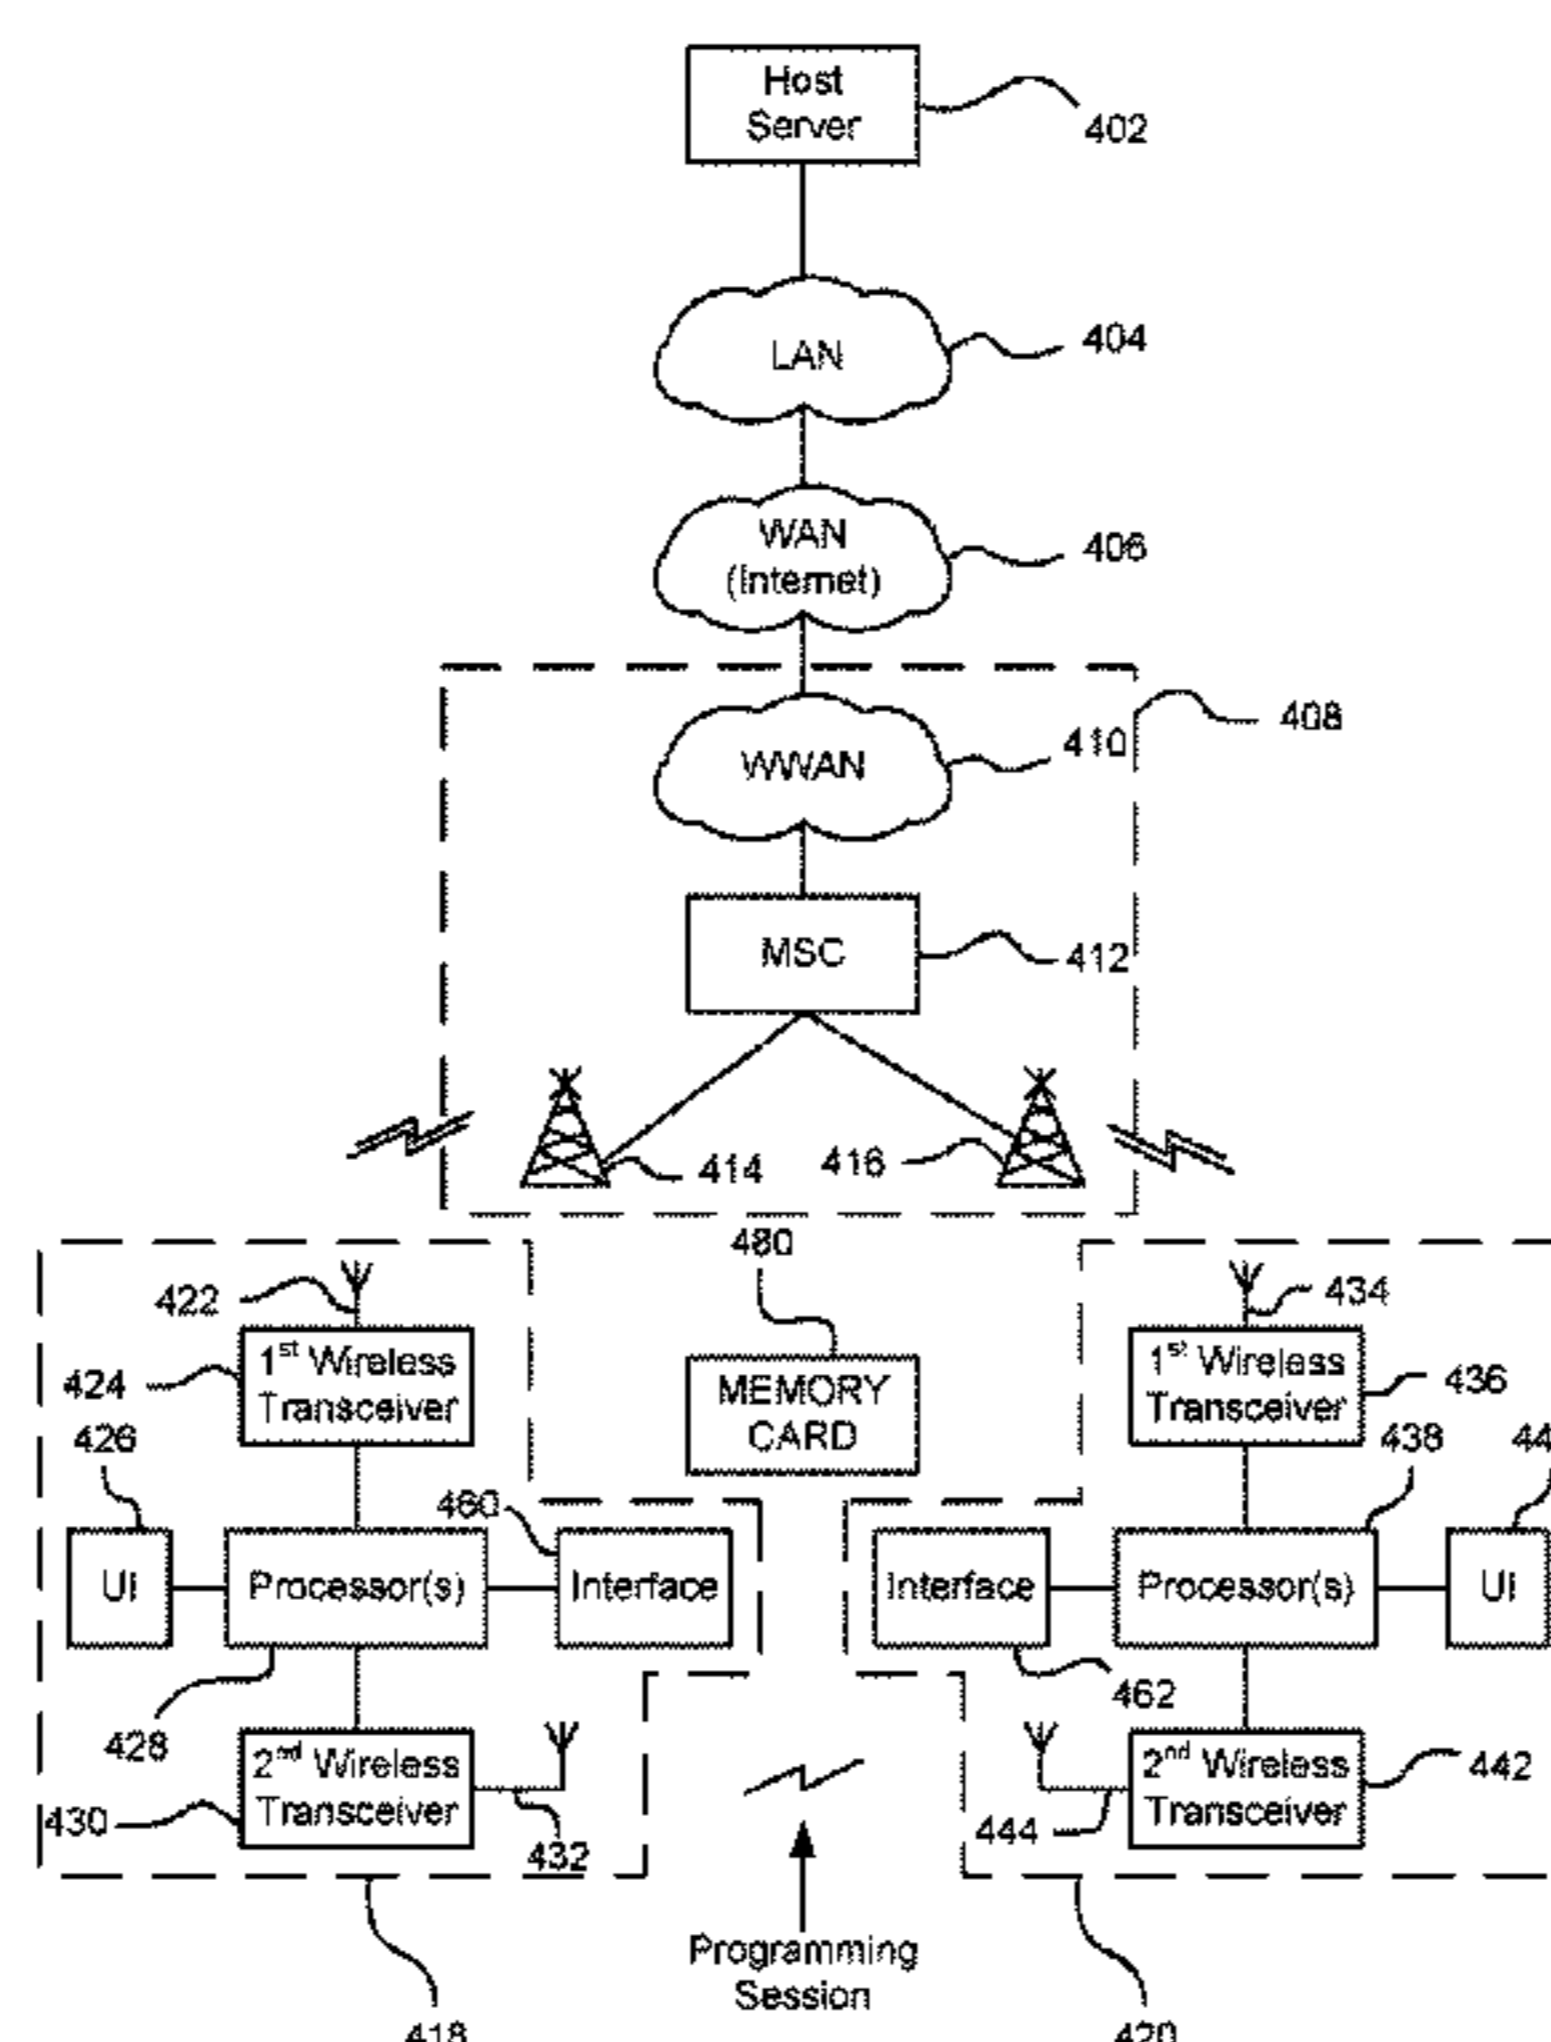 Host
Server
402
LAN
404
WAN
(Internet)
406
408
WWAN
410
MSC
412
414
416
480
422
434
1st Wireless
Transceiver
424
MEMORY
CARD
1st Wireless
Transceiver
436
426
438
460
UI
Processor(s)
Interface
Interface
Processor(s)
UI
428
462
2nd Wireless
Transceiver
430
432
2nd Wireless
Transceiver
442
444
Programming
Session
418
420